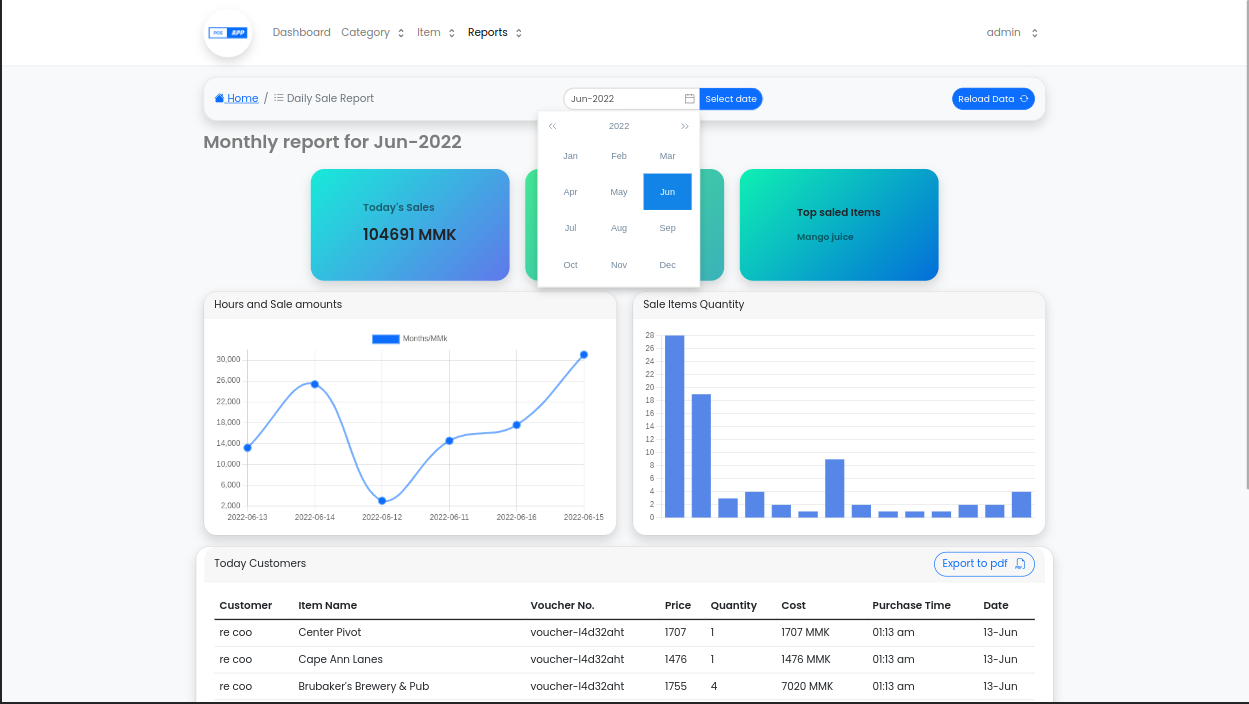 POS APP
Dashboard Category Item Reports admin
Home / Daily Sale Report Jun-2022 Select date Reload Data
2022
Jan Feb Mar
Apr May Jun
Jul Aug Sep
Oct Nov Dec
Monthly report for Jun-2022
Today's Sales
104691 MMK
Top saled Items
Mango juice
Hours and Sale amounts
Months/MMk
30,000
26,000
22,000
18,000
14,000
10,000
6,000
2,000
2022-06-13 2022-06-14 2022-06-12 2022-06-11 2022-06-16 2022-06-15
Sale Items Quantity
28
26
24
22
20
18
16
14
12
10
8
6
4
2
0
Today Customers Export to pdf
Customer Item Name Voucher No. Price Quantity Cost Purchase Time Date
re coo Center Pivot voucher-l4d32aht 1707 1 1707 MMK 01:13 am 13-Jun
re coo Cape Ann Lanes voucher-l4d32aht 1476 1 1476 MMK 01:13 am 13-Jun
re coo Brubaker's Brewery & Pub voucher-l4d32aht 1755 4 7020 MMK 01:13 am 13-Jun